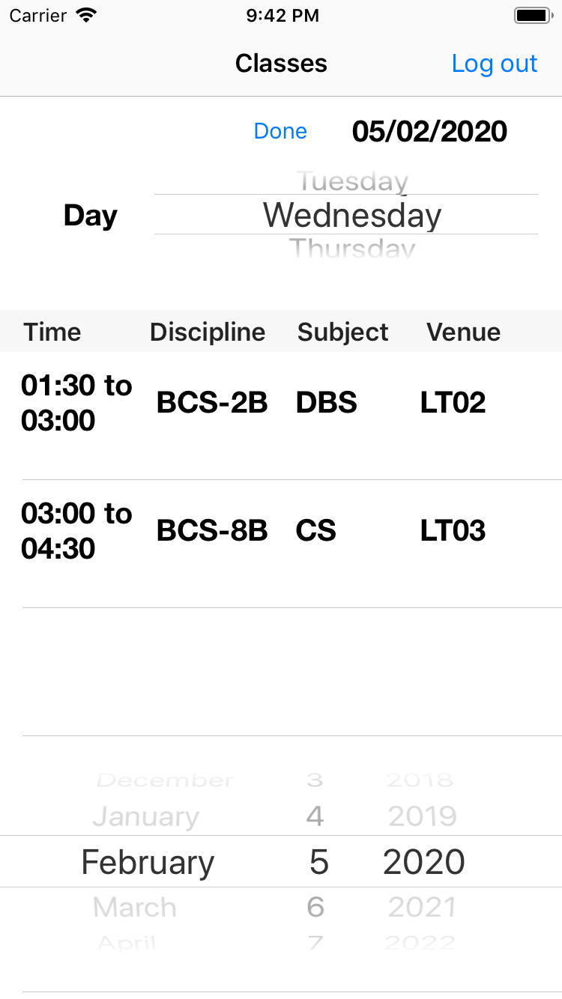 Carrier 9:42 PM
Classes Log out
Done 05/02/2020
Tuesday
Day Wednesday
Thursday
Time Discipline Subject Venue
01:30 to
03:00 BCS-2B DBS LT02
03:00 to
04:30 BCS-8B CS LT03
December 3 2018
January 4 2019
February 5 2020
March 6 2021
April 7 2022